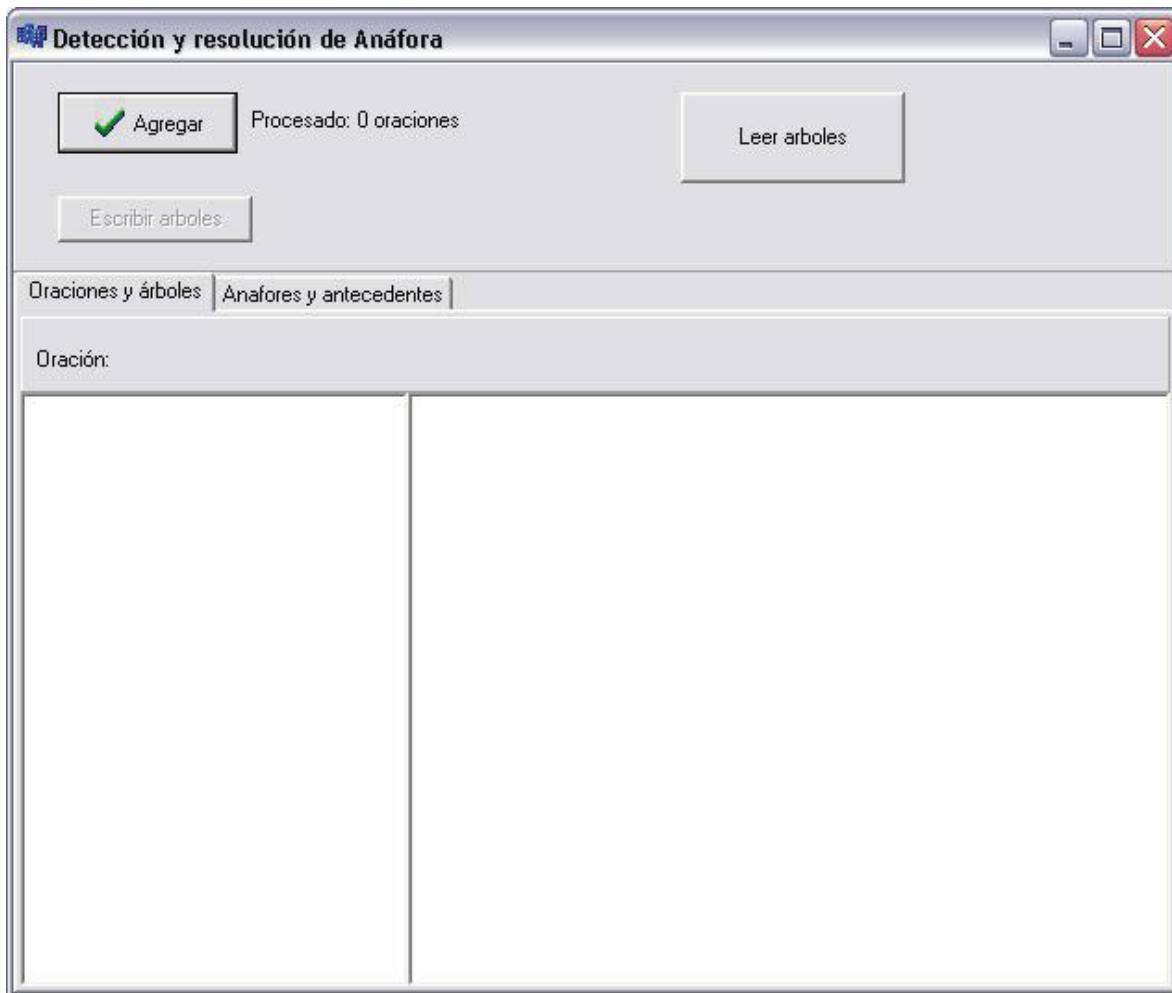 Detección y resolución de Anáfora
Agregar
Procesado: 0 oraciones
Leer arboles
Escribir arboles
Oraciones y árboles
Anafores y antecedentes
Oración: